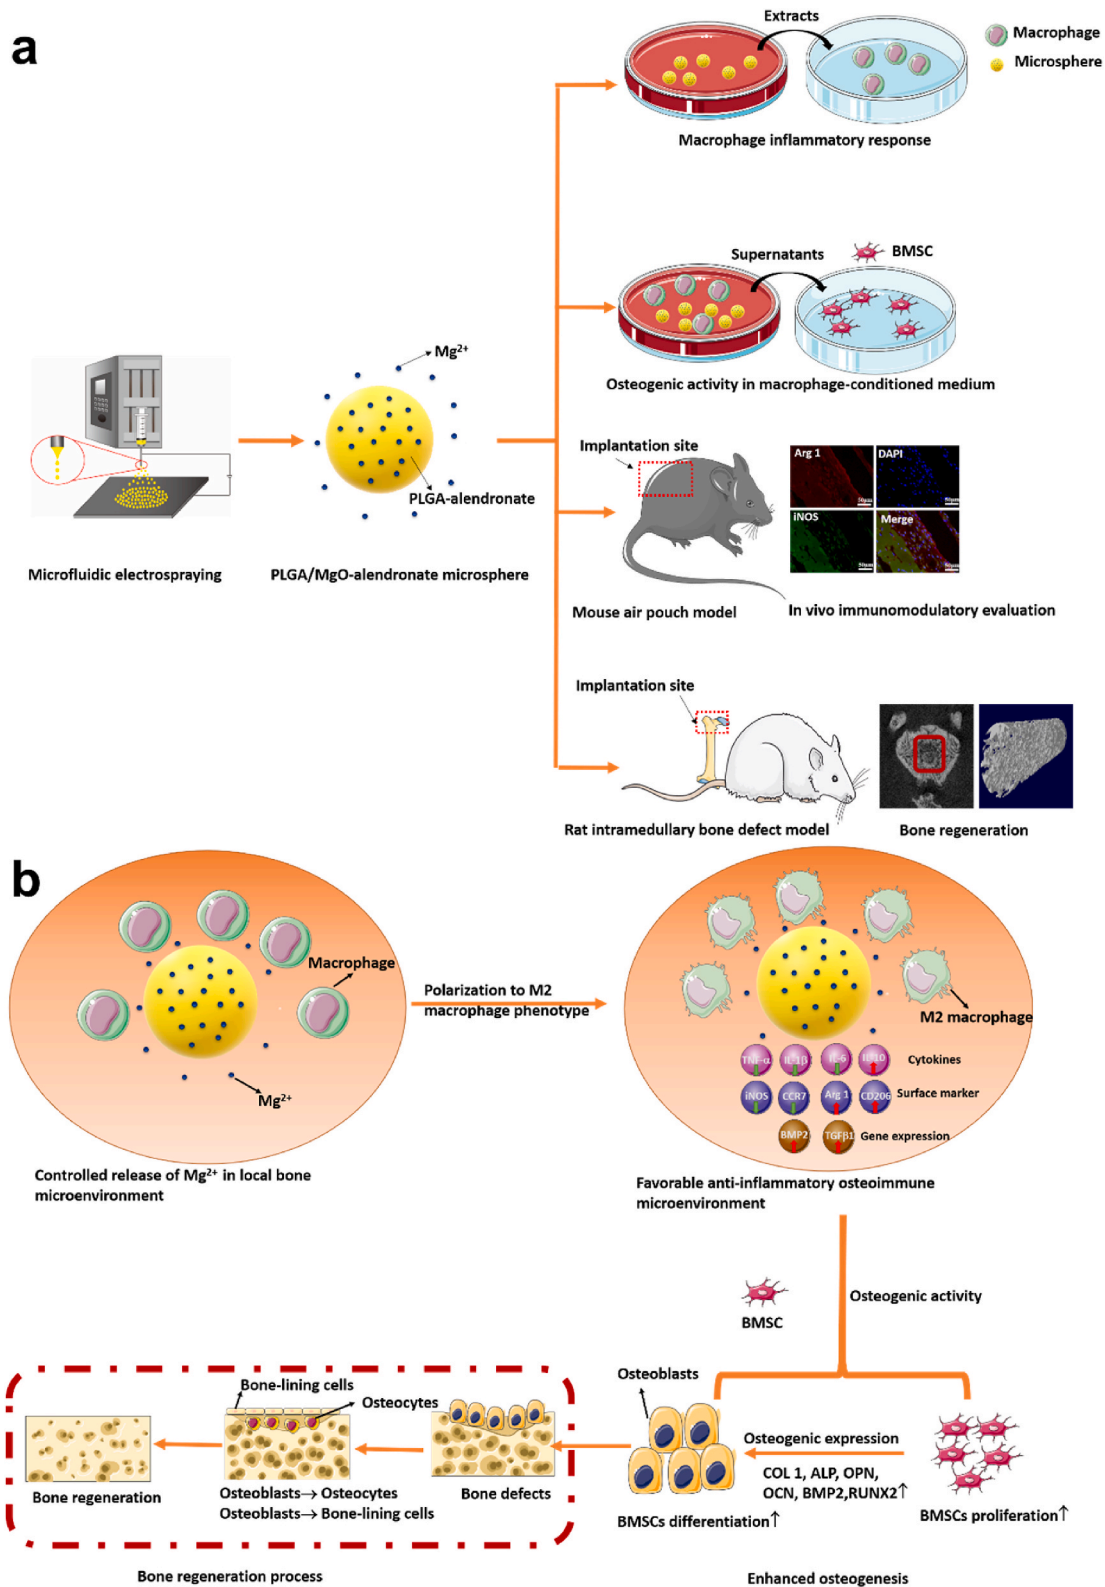 a
Extracts
Macrophage
Microsphere
Macrophage inflammatory response
Supernatants
BMSC
Osteogenic activity in macrophage-conditioned medium
Mg²⁺
PLGA-alendronate
Microfluidic electrospraying
PLGA/MgO-alendronate microsphere
Implantation site
Arg 1
DAPI
50μm
50μm
iNOS
Merge
50μm
50μm
Mouse air pouch model
In vivo immunomodulatory evaluation
Implantation site
Rat intramedullary bone defect model
Bone regeneration
b
Macrophage
Mg²⁺
Controlled release of Mg²⁺ in local bone
microenvironment
Polarization to M2
macrophage phenotype
M2 macrophage
TNF-α
IL-1β
IL-6
IL-10
Cytokines
iNOS
CCR7
Arg 1
CD206
Surface marker
BMP2
TGFβ1
Gene expression
Favorable anti-inflammatory osteoimmune
microenvironment
BMSC
Osteogenic activity
Osteoblasts
Osteogenic expression
COL 1, ALP, OPN,
OCN, BMP2,RUNX2↑
BMSCs differentiation↑
BMSCs proliferation↑
Enhanced osteogenesis
Bone-lining cells
Osteocytes
Bone regeneration
Osteoblasts→ Osteocytes
Osteoblasts→ Bone-lining cells
Bone defects
Bone regeneration process